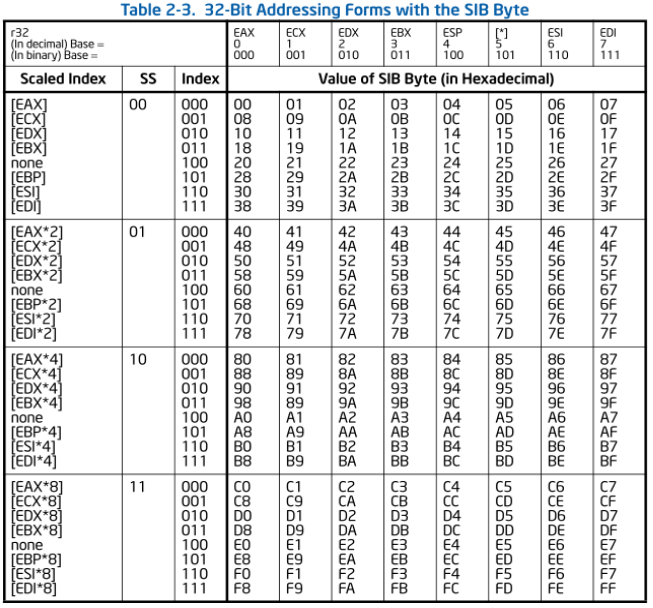 Table 2-3. 32-Bit Addressing Forms with the SIB Byte
r32 EAX ECX EDX EBX ESP [*] ESI EDI
(In decimal) Base = 0 1 2 3 4 5 6 7
(In binary) Base = 000 001 010 011 100 101 110 111
Scaled Index SS Index Value of SIB Byte (in Hexadecimal)
[EAX] 00 000 00 01 02 03 04 05 06 07
[ECX] 001 08 09 0A 0B 0C 0D 0E 0F
[EDX] 010 10 11 12 13 14 15 16 17
[EBX] 011 18 19 1A 1B 1C 1D 1E 1F
none 100 20 21 22 23 24 25 26 27
[EBP] 101 28 29 2A 2B 2C 2D 2E 2F
[ESI] 110 30 31 32 33 34 35 36 37
[EDI] 111 38 39 3A 3B 3C 3D 3E 3F
[EAX*2] 01 000 40 41 42 43 44 45 46 47
[ECX*2] 001 48 49 4A 4B 4C 4D 4E 4F
[EDX*2] 010 50 51 52 53 54 55 56 57
[EBX*2] 011 58 59 5A 5B 5C 5D 5E 5F
none 100 60 61 62 63 64 65 66 67
[EBP*2] 101 68 69 6A 6B 6C 6D 6E 6F
[ESI*2] 110 70 71 72 73 74 75 76 77
[EDI*2] 111 78 79 7A 7B 7C 7D 7E 7F
[EAX*4] 10 000 80 81 82 83 84 85 86 87
[ECX*4] 001 88 89 8A 8B 8C 8D 8E 8F
[EDX*4] 010 90 91 92 93 94 95 96 97
[EBX*4] 011 98 89 9A 9B 9C 9D 9E 9F
none 100 A0 A1 A2 A3 A4 A5 A6 A7
[EBP*4] 101 A8 A9 AA AB AC AD AE AF
[ESI*4] 110 B0 B1 B2 B3 B4 B5 B6 B7
[EDI*4] 111 B8 B9 BA BB BC BD BE BF
[EAX*8] 11 000 C0 C1 C2 C3 C4 C5 C6 C7
[ECX*8] 001 C8 C9 CA CB CC CD CE CF
[EDX*8] 010 D0 D1 D2 D3 D4 D5 D6 D7
[EBX*8] 011 D8 D9 DA DB DC DD DE DF
none 100 E0 E1 E2 E3 E4 E5 E6 E7
[EBP*8] 101 E8 E9 EA EB EC ED EE EF
[ESI*8] 110 F0 F1 F2 F3 F4 F5 F6 F7
[EDI*8] 111 F8 F9 FA FB FC FD FE FF